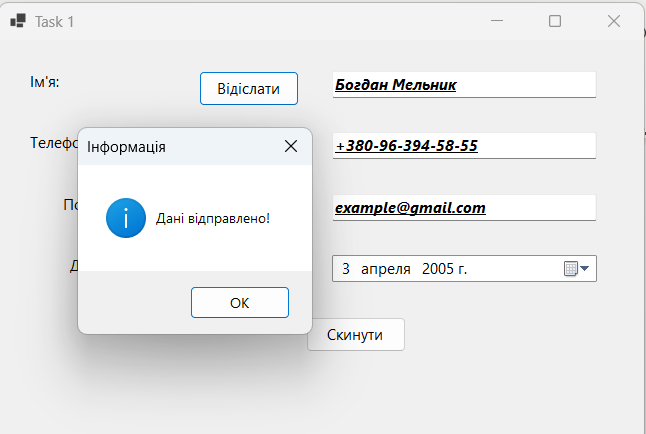 Task 1
Ім'я:
Відіслати
Богдан Мельник
Телефо
+380-96-394-58-55
Інформація
Дані відправлено!
OK
По
example@gmail.com
Д
3 апреля 2005 г.
Скинути